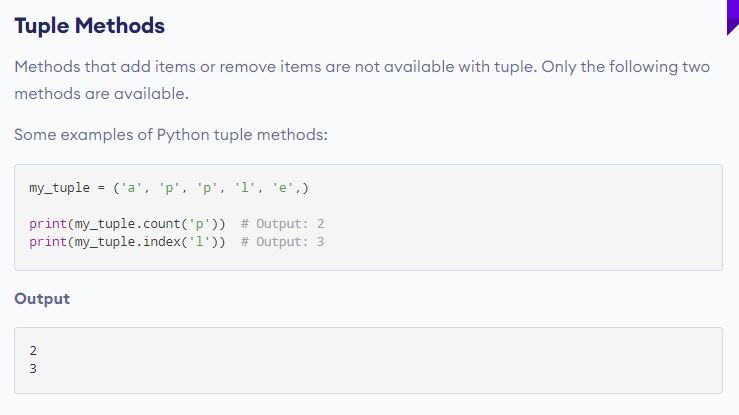 Tuple Methods
Methods that add items or remove items are not available with tuple. Only the following two
methods are available.
Some examples of Python tuple methods:
my_tuple = ('a', 'p', 'p', 'l', 'e',)
print(my_tuple.count('p'))  # Output: 2
print(my_tuple.index('l'))  # Output: 3
Output
2
3